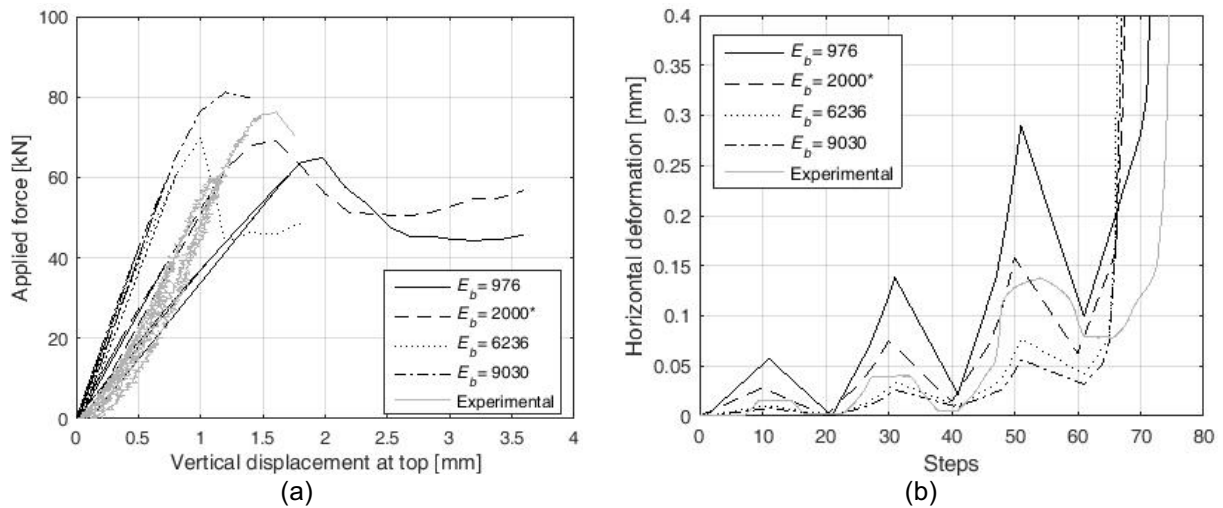 100
80
60
40
20
0
0 0.5 1 1.5 2 2.5 3 3.5 4
Applied force [kN]
Vertical displacement at top [mm]
E_b= 976
E_b= 2000*
E_b= 6236
E_b= 9030
Experimental
(a)
0.4
0.35
0.3
0.25
0.2
0.15
0.1
0.05
0
0 10 20 30 40 50 60 70 80
Horizontal deformation [mm]
Steps
E_b= 976
E_b= 2000*
E_b= 6236
E_b= 9030
Experimental
(b)